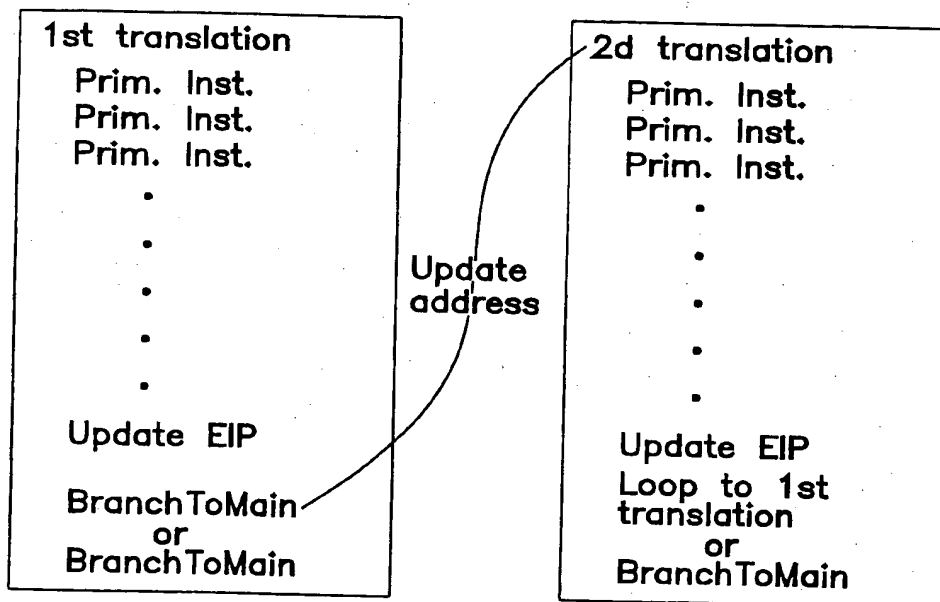 1st translation
Prim. Inst.
Prim. Inst.
Prim. Inst.
Update EIP
BranchToMain
or
BranchToMain
Update
address
2d translation
Prim. Inst.
Prim. Inst.
Prim. Inst.
Update EIP
Loop to 1st
translation
or
BranchToMain